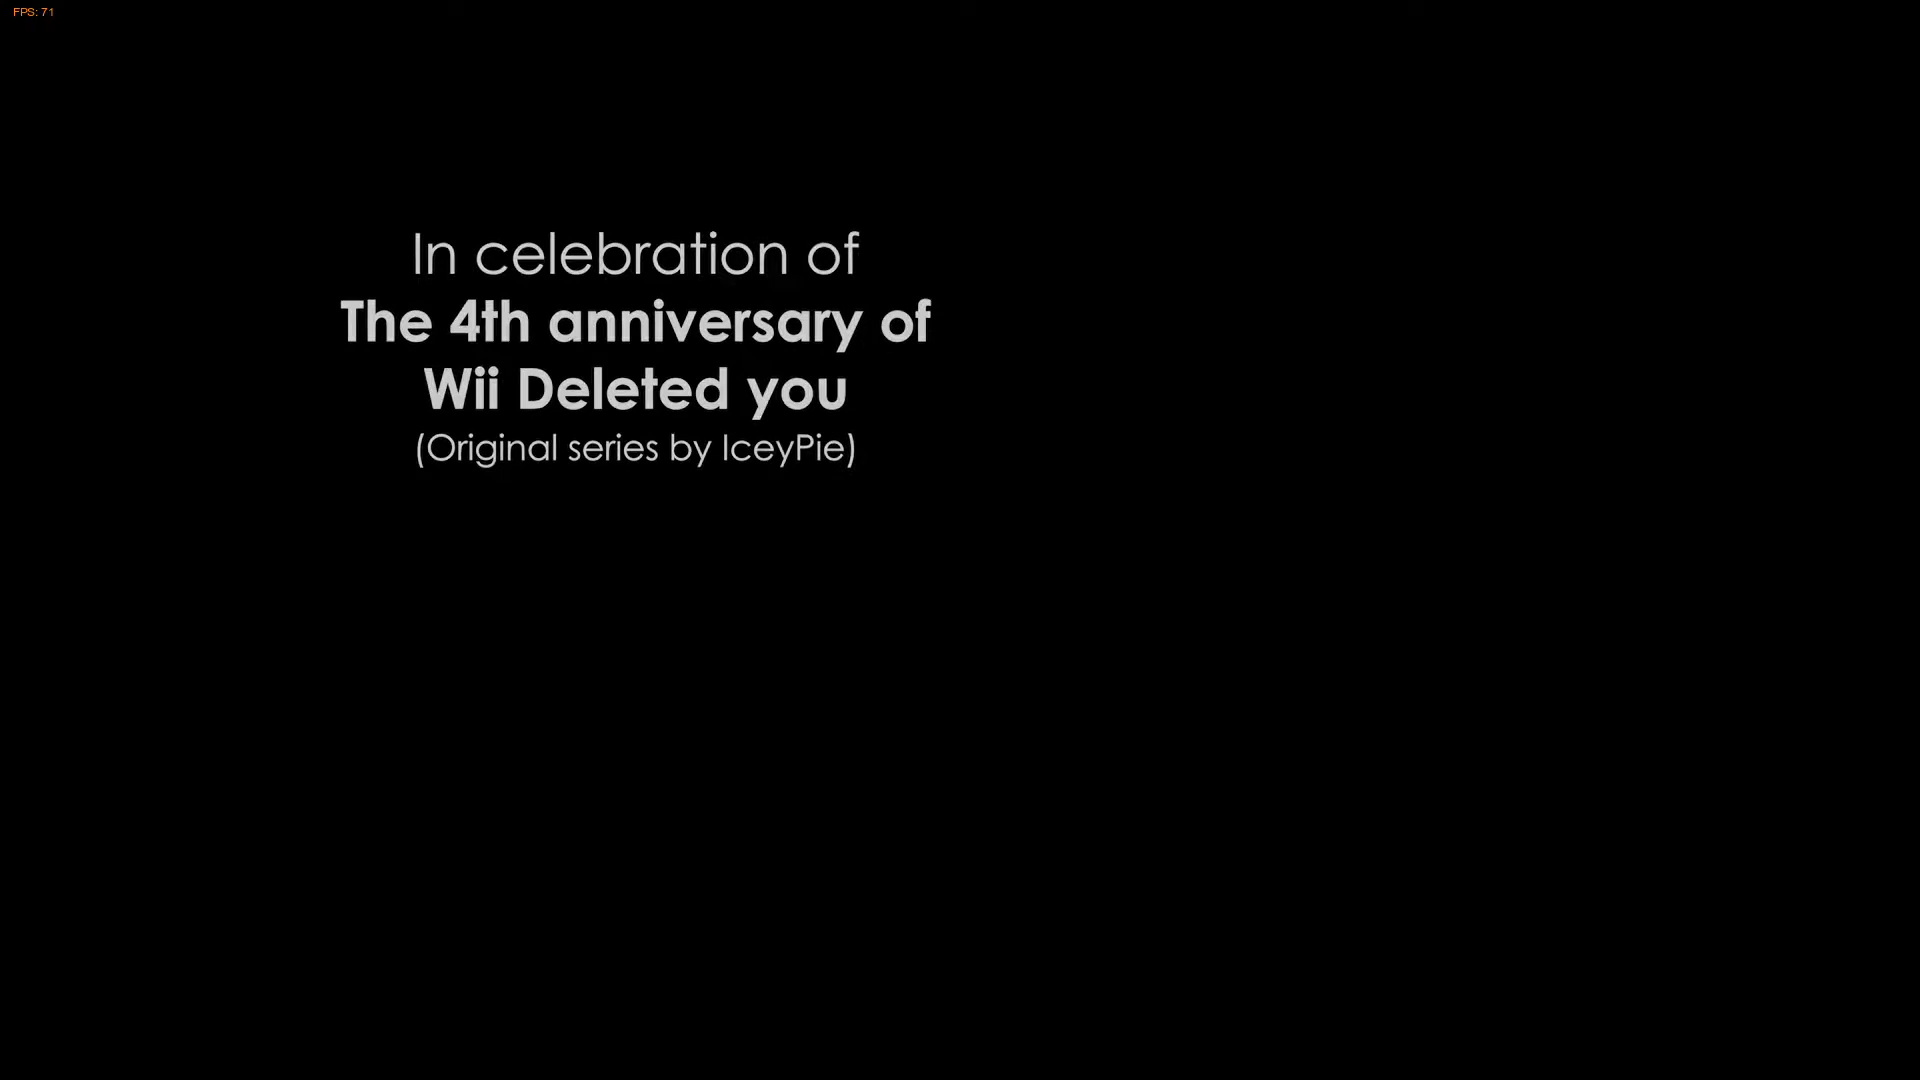 FPS: 71
In celebration of
The 4th anniversary of
Wii Deleted you
(Original series by IceyPie)